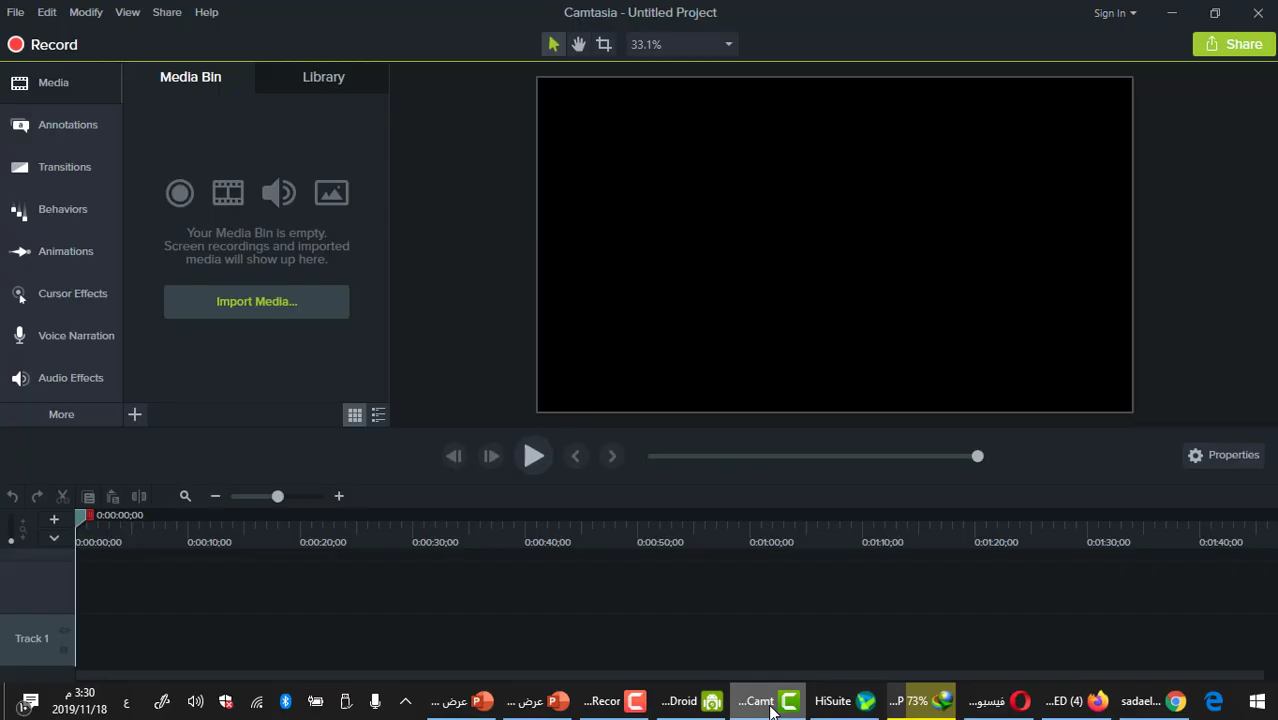 File Edit Modify View Share Help
Camtasia - Untitled Project
Sign In
Record
33.1%
Share
Media
Annotations
Transitions
Behaviors
Animations
Cursor Effects
Voice Narration
Audio Effects
More
Media Bin
Library
Your Media Bin is empty.
Screen recordings and imported
media will show up here.
Import Media...
Properties
0:00:00;00
0:00:00;00 0:00:10;00 0:00:20;00 0:00:30;00 0:00:40;00 0:00:50;00 0:01:00;00 0:01:10;00 0:01:20;00 0:01:30;00 0:01:40;00
Track 1
3:30 م
2019/11/18
ع
عرض ...
عرض ...
...Recor
...Droid
...Camt
HiSuite
...P 73%
فيسبو...
...ED (4)
sadael...